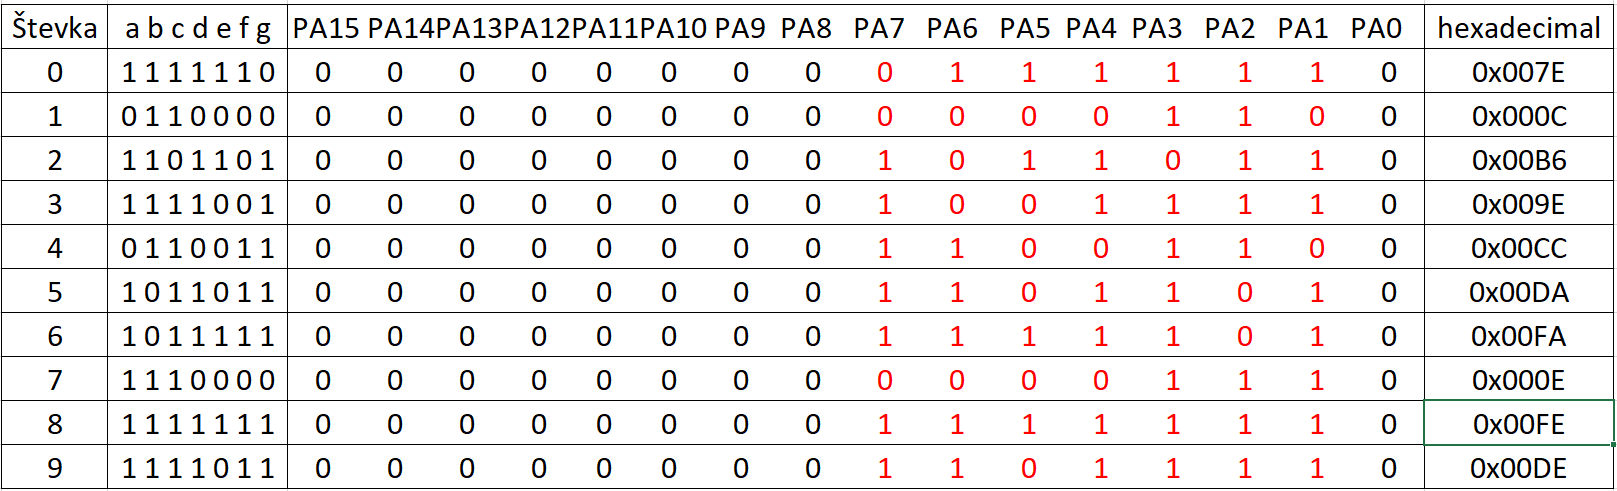 Števka a b c d e f g PA15 PA14 PA13 PA12 PA11 PA10 PA9 PA8 PA7 PA6 PA5 PA4 PA3 PA2 PA1 PA0 hexadecimal
0 1 1 1 1 1 1 0 0 0 0 0 0 0 0 0 0 1 1 1 1 1 1 0 0x007E
1 0 1 1 0 0 0 0 0 0 0 0 0 0 0 0 0 0 0 0 1 1 0 0 0x000C
2 1 1 0 1 1 0 1 0 0 0 0 0 0 0 0 1 0 1 1 0 1 1 0 0x00B6
3 1 1 1 1 0 0 1 0 0 0 0 0 0 0 0 1 0 0 1 1 1 1 0 0x009E
4 0 1 1 0 0 1 1 0 0 0 0 0 0 0 0 1 1 0 0 1 1 0 0 0x00CC
5 1 0 1 1 0 1 1 0 0 0 0 0 0 0 0 1 1 0 1 1 0 1 0 0x00DA
6 1 0 1 1 1 1 1 0 0 0 0 0 0 0 0 1 1 1 1 1 0 1 0 0x00FA
7 1 1 1 0 0 0 0 0 0 0 0 0 0 0 0 0 0 0 0 1 1 1 0 0x000E
8 1 1 1 1 1 1 1 0 0 0 0 0 0 0 0 1 1 1 1 1 1 1 0 0x00FE
9 1 1 1 1 0 1 1 0 0 0 0 0 0 0 0 1 1 0 1 1 1 1 0 0x00DE